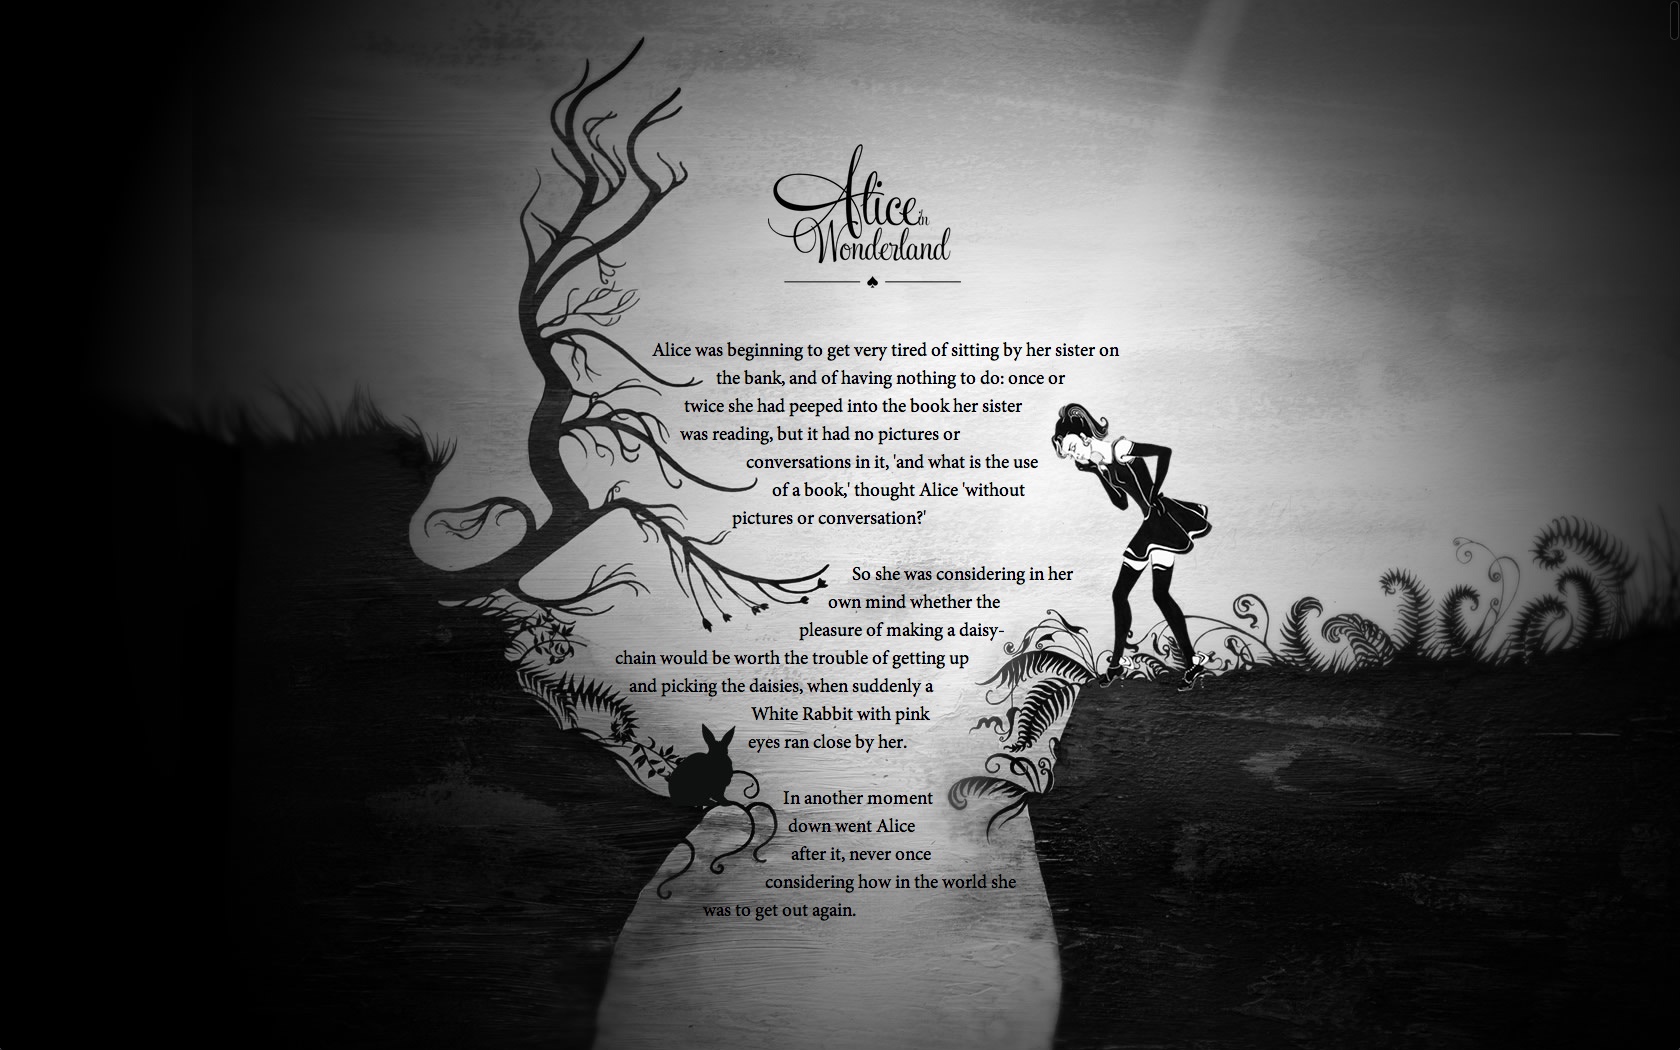 Alice in
Wonderland
Alice was beginning to get very tired of sitting by her sister on
the bank, and of having nothing to do: once or
twice she had peeped into the book her sister
was reading, but it had no pictures or
conversations in it, 'and what is the use
of a book,' thought Alice 'without
pictures or conversation?'
So she was considering in her
own mind whether the
pleasure of making a daisy-
chain would be worth the trouble of getting up
and picking the daisies, when suddenly a
White Rabbit with pink
eyes ran close by her.
In another moment
down went Alice
after it, never once
considering how in the world she
was to get out again.